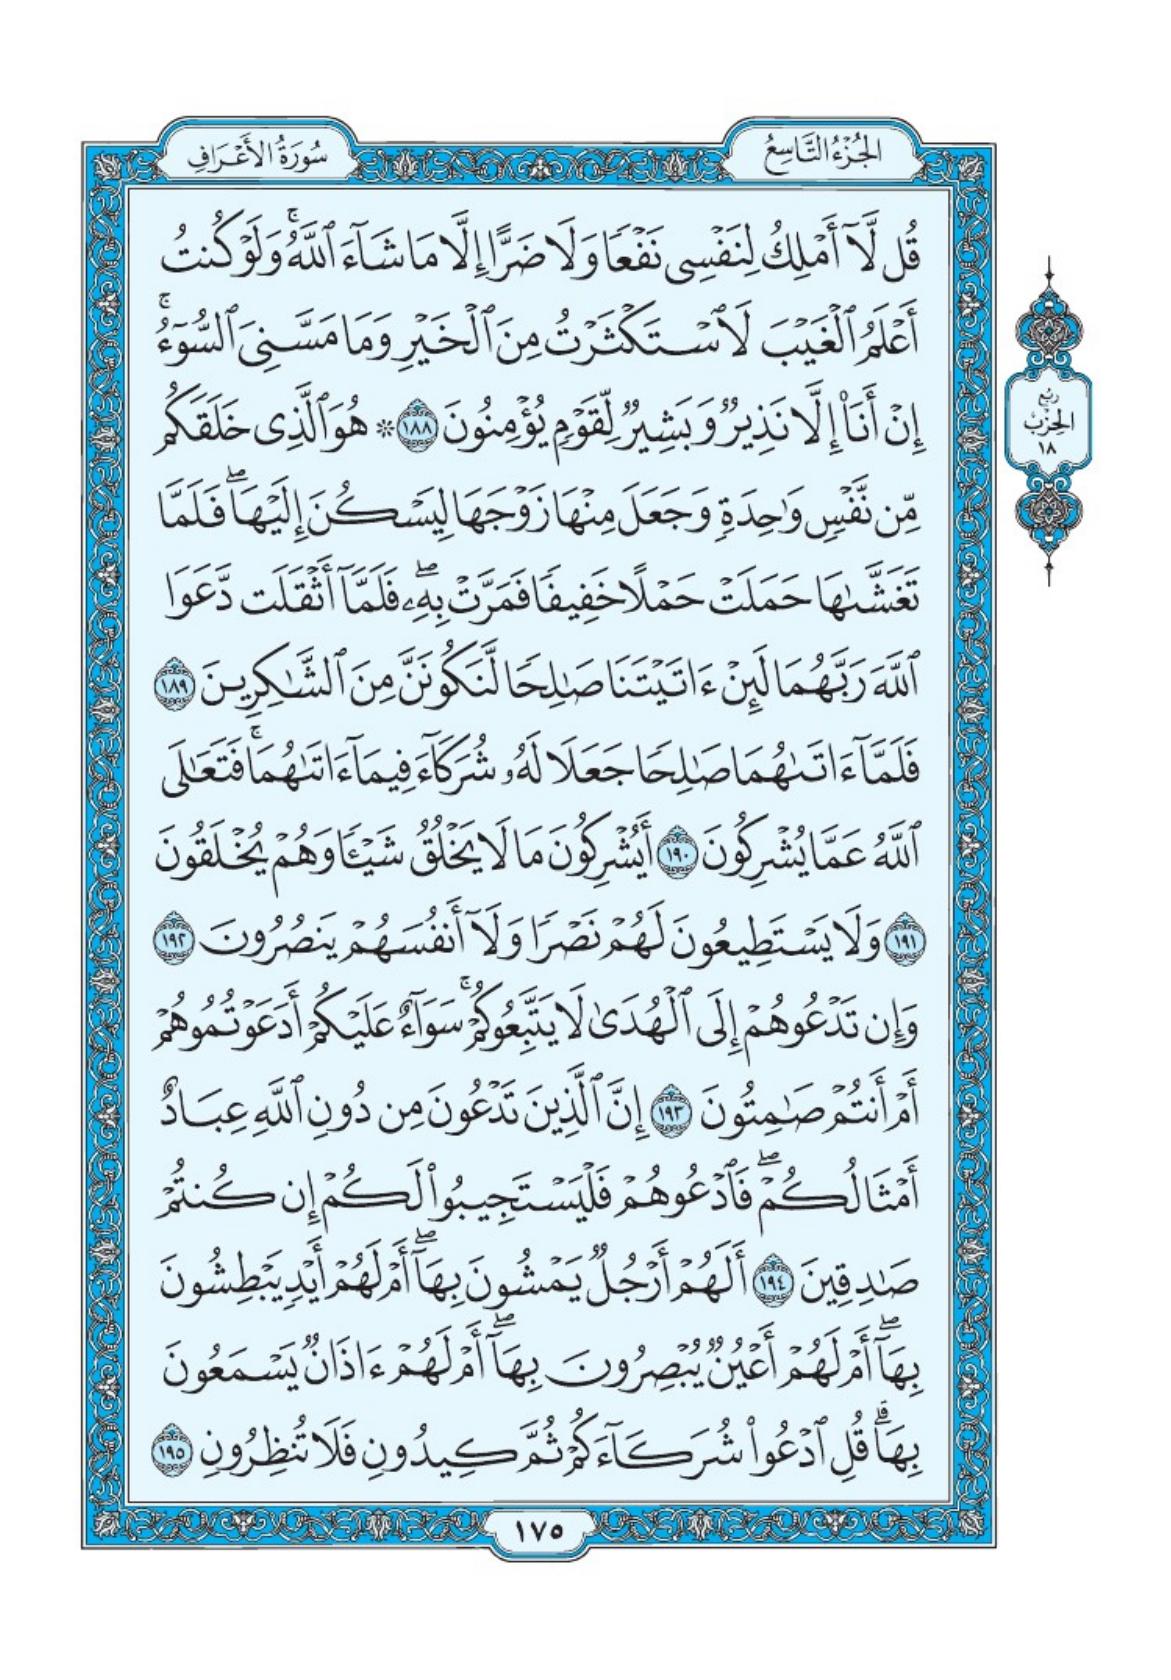 الجُزْءُ التَّاسِعُ
سُورَةُ الأَعْرَافِ
قُل لَّآ أَمْلِكُ لِنَفْسِى نَفْعًا وَلَا ضَرًّا إِلَّا مَا شَآءَ ٱللَّهُ ۚ وَلَوْ كُنتُ
أَعْلَمُ ٱلْغَيْبَ لَٱسْتَكْثَرْتُ مِنَ ٱلْخَيْرِ وَمَا مَسَّنِىَ ٱلسُّوٓءُ ۚ
إِنْ أَنَا۠ إِلَّا نَذِيرٌ وَبَشِيرٌ لِّقَوْمٍ يُؤْمِنُونَ ١٨٨ ۞ هُوَ ٱلَّذِى خَلَقَكُم
مِّن نَّفْسٍ وَٰحِدَةٍ وَجَعَلَ مِنْهَا زَوْجَهَا لِيَسْكُنَ إِلَيْهَا ۖ فَلَمَّا
تَغَشَّىٰهَا حَمَلَتْ حَمْلًا خَفِيفًا فَمَرَّتْ بِهِۦ ۖ فَلَمَّآ أَثْقَلَت دَّعَوَا
ٱللَّهَ رَبَّهُمَا لَئِنْ ءَاتَيْتَنَا صَٰلِحًا لَّنَكُونَنَّ مِنَ ٱلشَّٰكِرِينَ ١٨٩
فَلَمَّآ ءَاتَىٰهُمَا صَٰلِحًا جَعَلَا لَهُۥ شُرَكَآءَ فِيمَآ ءَاتَىٰهُمَا ۚ فَتَعَٰلَى
ٱللَّهُ عَمَّا يُشْرِكُونَ ١٩٠ أَيُشْرِكُونَ مَا لَا يَخْلُقُ شَيْـًٔا وَهُمْ يُخْلَقُونَ
١٩١ وَلَا يَسْتَطِيعُونَ لَهُمْ نَصْرًا وَلَآ أَنفُسَهُمْ يَنصُرُونَ ١٩٢
وَإِن تَدْعُوهُمْ إِلَى ٱلْهُدَىٰ لَا يَتَّبِعُوكُمْ ۚ سَوَآءٌ عَلَيْكُمْ أَدَعَوْتُمُوهُمْ
أَمْ أَنتُمْ صَٰمِتُونَ ١٩٣ إِنَّ ٱلَّذِينَ تَدْعُونَ مِن دُونِ ٱللَّهِ عِبَادٌ
أَمْثَالُكُمْ ۖ فَٱدْعُوهُمْ فَلْيَسْتَجِيبُوا۟ لَكُمْ إِن كُنتُمْ
صَٰدِقِينَ ١٩٤ أَلَهُمْ أَرْجُلٌ يَمْشُونَ بِهَآ ۖ أَمْ لَهُمْ أَيْدٍ يَبْطِشُونَ
بِهَآ ۖ أَمْ لَهُمْ أَعْيُنٌ يُبْصِرُونَ بِهَآ ۖ أَمْ لَهُمْ ءَاذَانٌ يَسْمَعُونَ
بِهَا ۗ قُلِ ٱدْعُوا۟ شُرَكَآءَكُمْ ثُمَّ كِيدُونِ فَلَا تُنظِرُونِ ١٩٥
رُبْع
الحِزْب
١٨
١٧٥